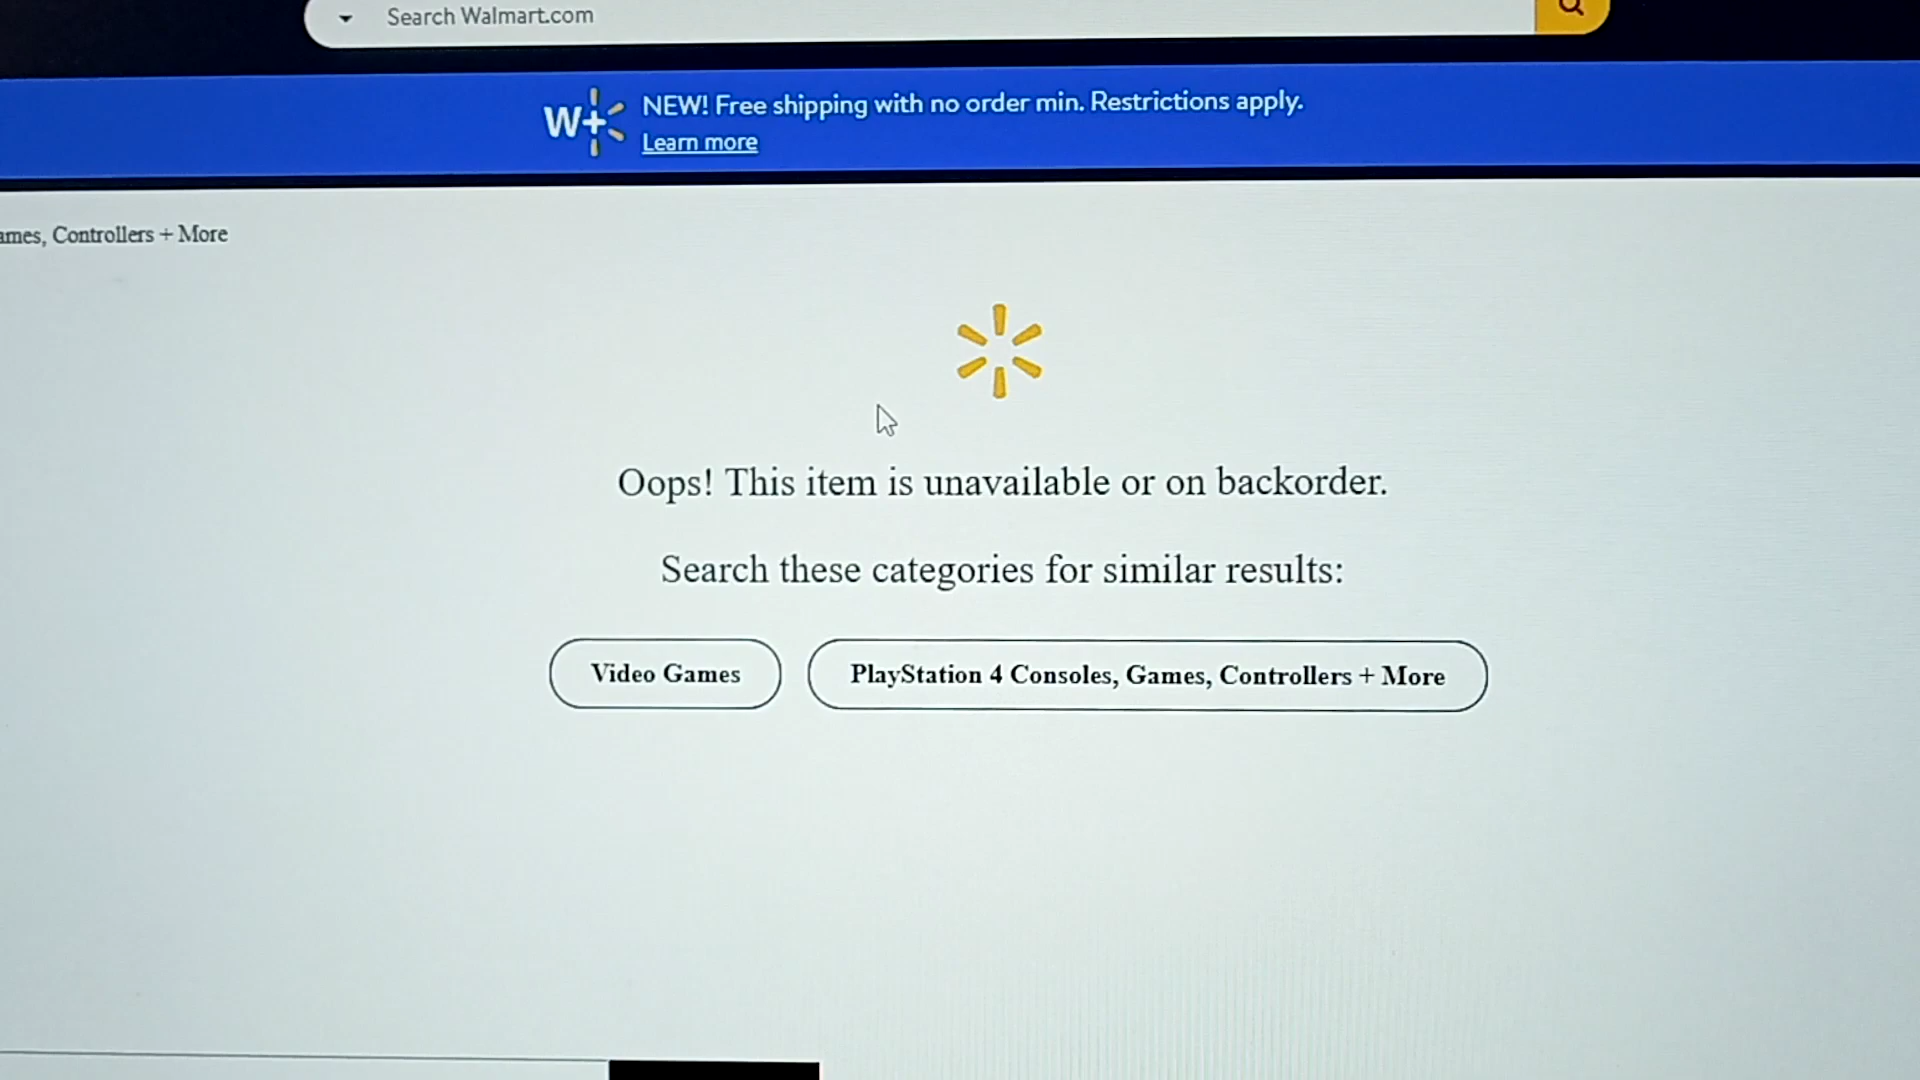 Search Walmart.com
W+
NEW! Free shipping with no order min. Restrictions apply.
Learn more
Controllers + More
Oops! This item is unavailable or on backorder.
Search these categories for similar results:
Video Games
PlayStation 4 Consoles, Games, Controllers + More